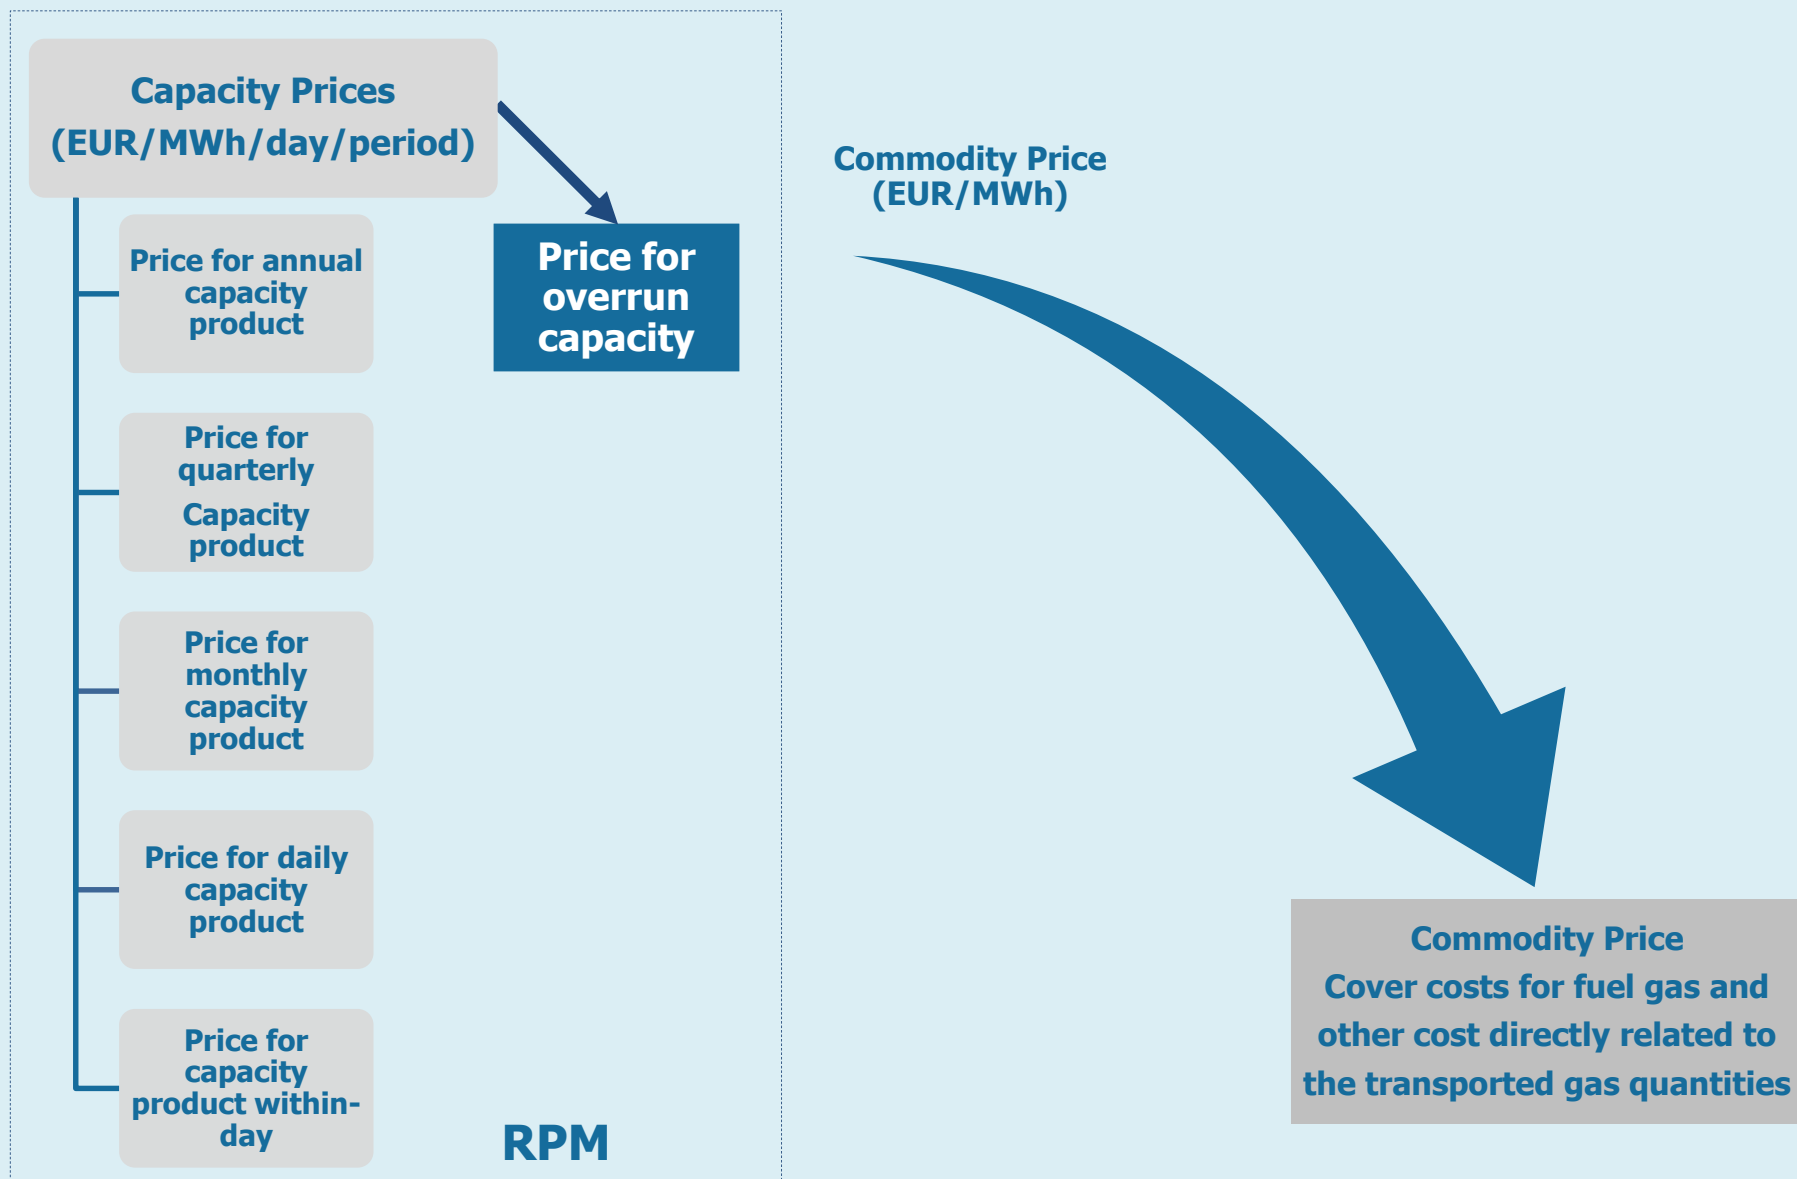 Capacity Prices
(EUR/MWh/day/period)
Price for annual
capacity
product
Price for
quarterly
Capacity
product
Price for
monthly
capacity
product
Price for daily
capacity
product
Price for
capacity
product within-
day
Price for
overrun
capacity
RPM
Commodity Price
(EUR/MWh)
Commodity Price
Cover costs for fuel gas and
other cost directly related to
the transported gas quantities